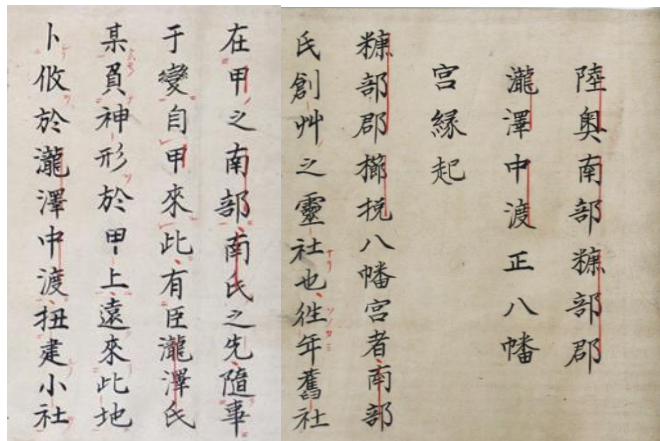 陸奥南部糠部郡
瀧澤中渡正八幡
宮縁起
糠部郡櫛挽八幡宮者南部
氏創艸之靈社也徃年舊社
在甲之南部南氏之先隨事
于變自甲來此有臣瀧澤氏
某負神形於甲上遠來此地
卜攸於瀧澤中渡扭建小社